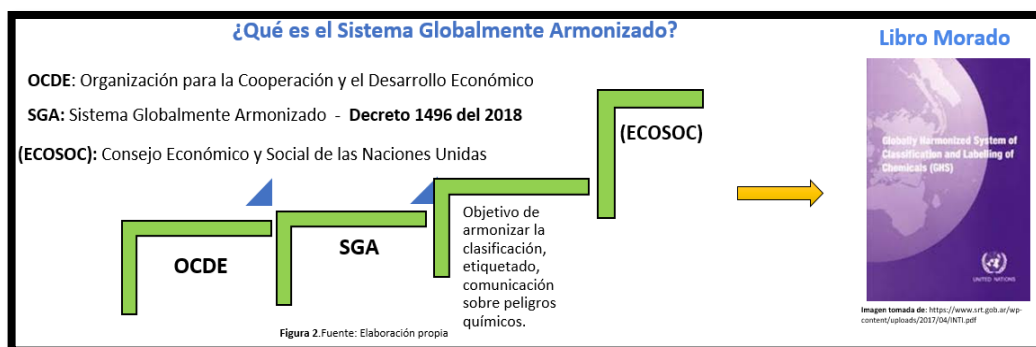 ¿Qué es el Sistema Globalmente Armonizado?
OCDE: Organización para la Cooperación y el Desarrollo Económico
SGA: Sistema Globalmente Armonizado - Decreto 1496 del 2018
(ECOSOC): Consejo Económico y Social de las Naciones Unidas
OCDE
SGA
Objetivo de
armonizar la
clasificación,
etiquetado,
comunicación
sobre peligros
químicos.
(ECOSOC)
Figura 2.Fuente: Elaboración propia
Libro Morado
Globally Harmonized System of
Classification and Labelling of
Chemicals (GHS)
UNITED NATIONS
Imagen tomada de: https://www.srt.gob.ar/wp-
content/uploads/2017/04/INTI.pdf